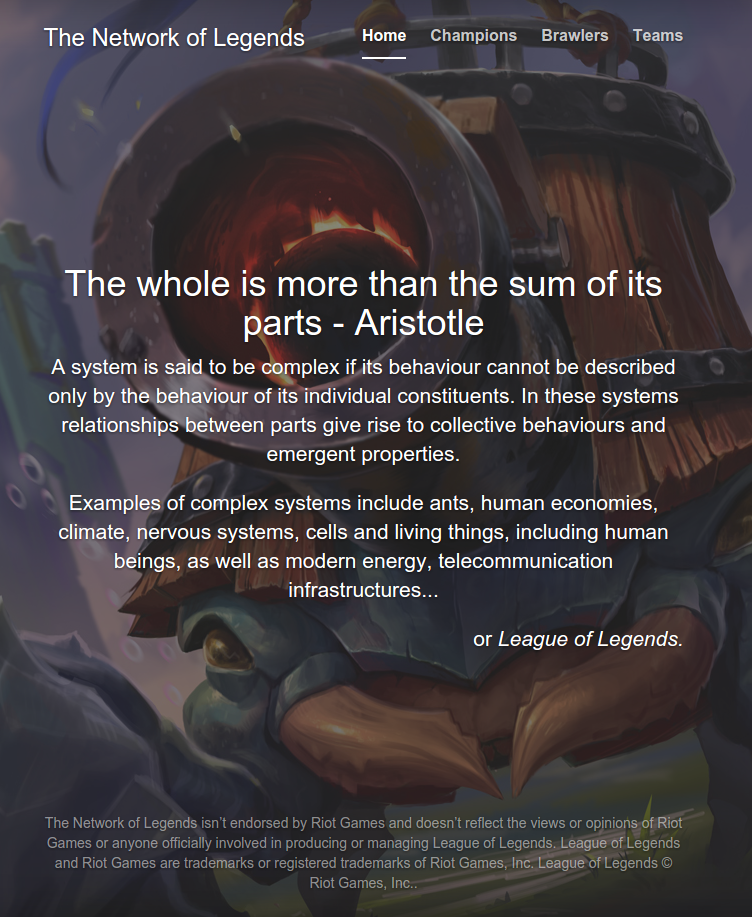 The Network of Legends
Home Champions Brawlers Teams
The whole is more than the sum of its
parts - Aristotle
A system is said to be complex if its behaviour cannot be described
only by the behaviour of its individual constituents. In these systems
relationships between parts give rise to collective behaviours and
emergent properties.
Examples of complex systems include ants, human economies,
climate, nervous systems, cells and living things, including human
beings, as well as modern energy, telecommunication
infrastructures...
or League of Legends.
The Network of Legends isn’t endorsed by Riot Games and doesn’t reflect the views or opinions of Riot
Games or anyone officially involved in producing or managing League of Legends. League of Legends
and Riot Games are trademarks or registered trademarks of Riot Games, Inc. League of Legends ©
Riot Games, Inc..